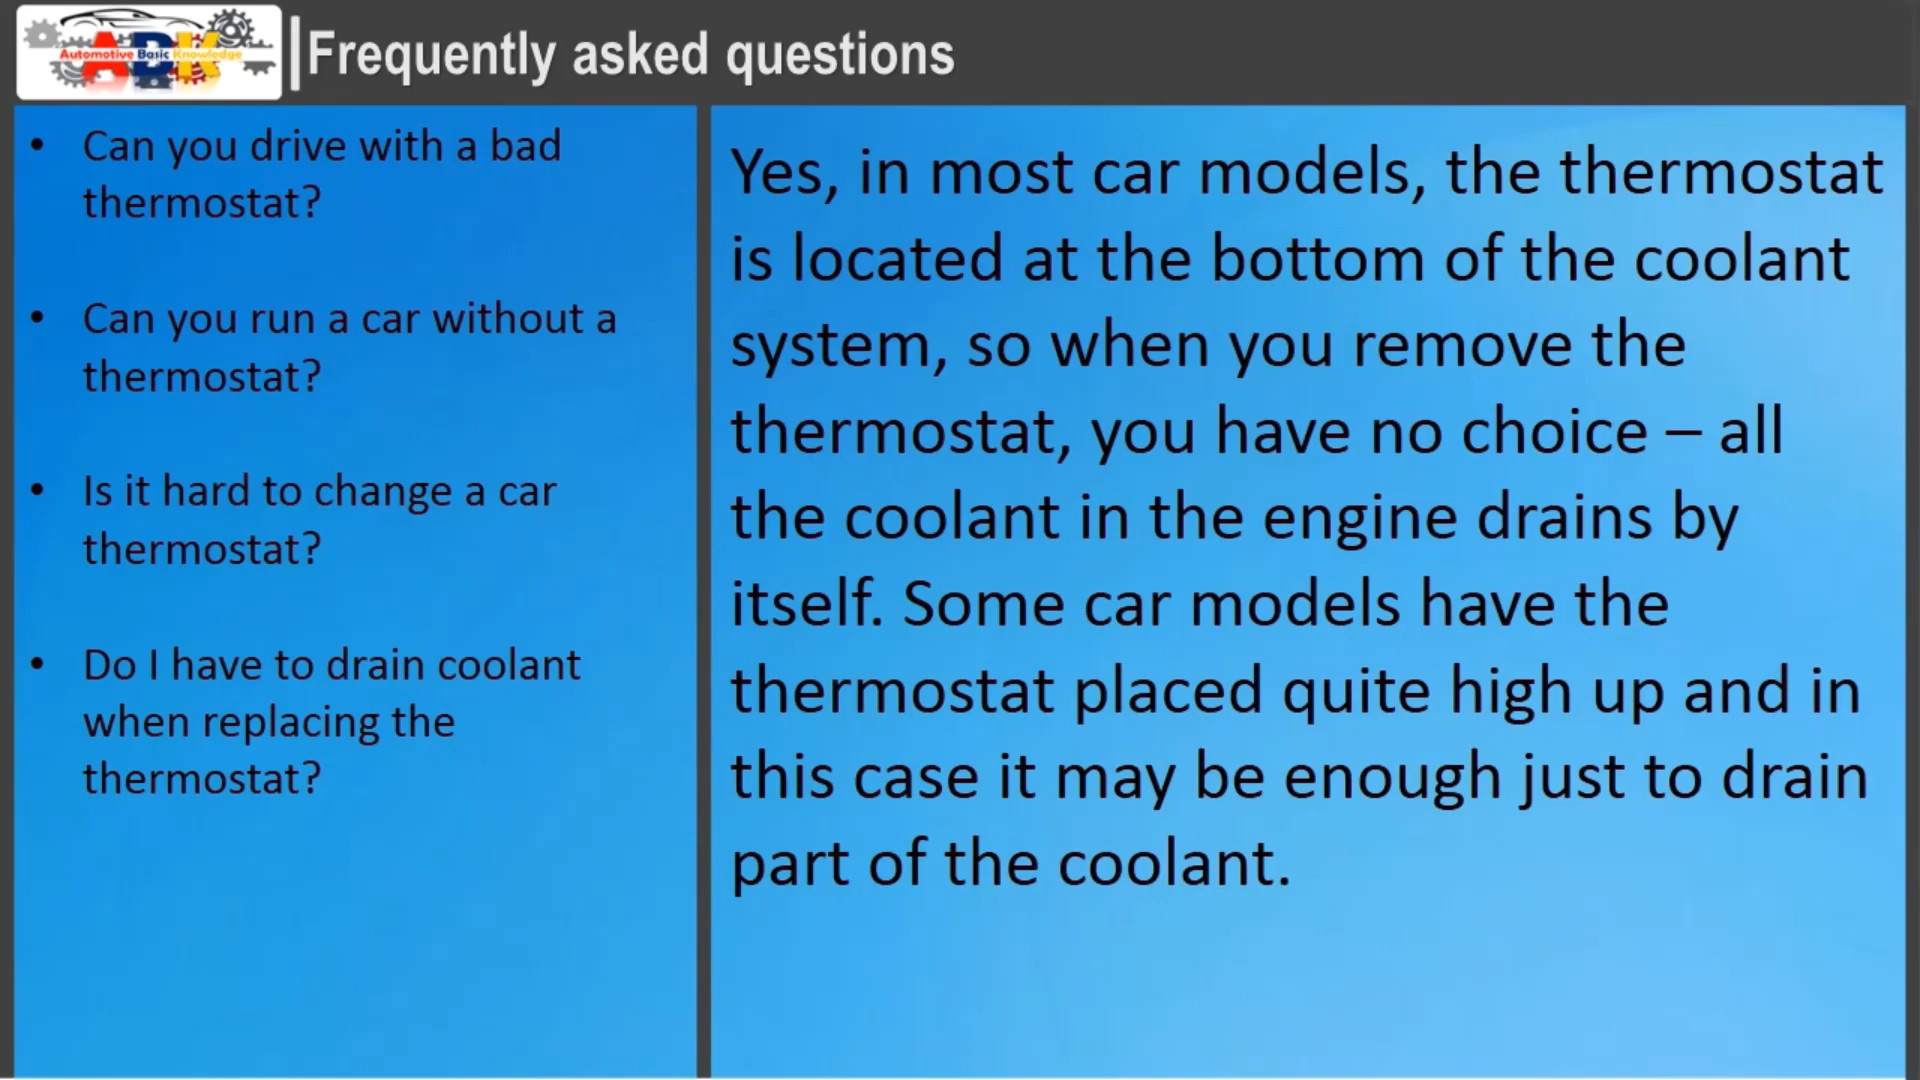 Automotive Basic Knowledge
ABK
Frequently asked questions
• Can you drive with a bad
thermostat?
• Can you run a car without a
thermostat?
• Is it hard to change a car
thermostat?
• Do I have to drain coolant
when replacing the
thermostat?
Yes, in most car models, the thermostat
is located at the bottom of the coolant
system, so when you remove the
thermostat, you have no choice – all
the coolant in the engine drains by
itself. Some car models have the
thermostat placed quite high up and in
this case it may be enough just to drain
part of the coolant.